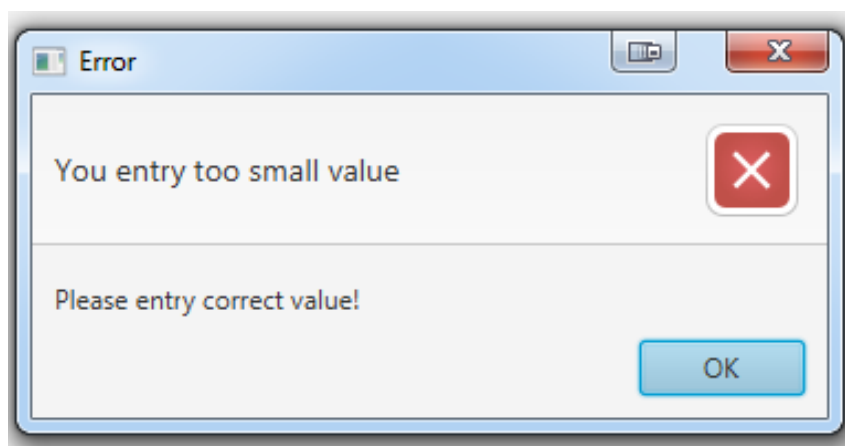 Error
You entry too small value
Please entry correct value!
OK